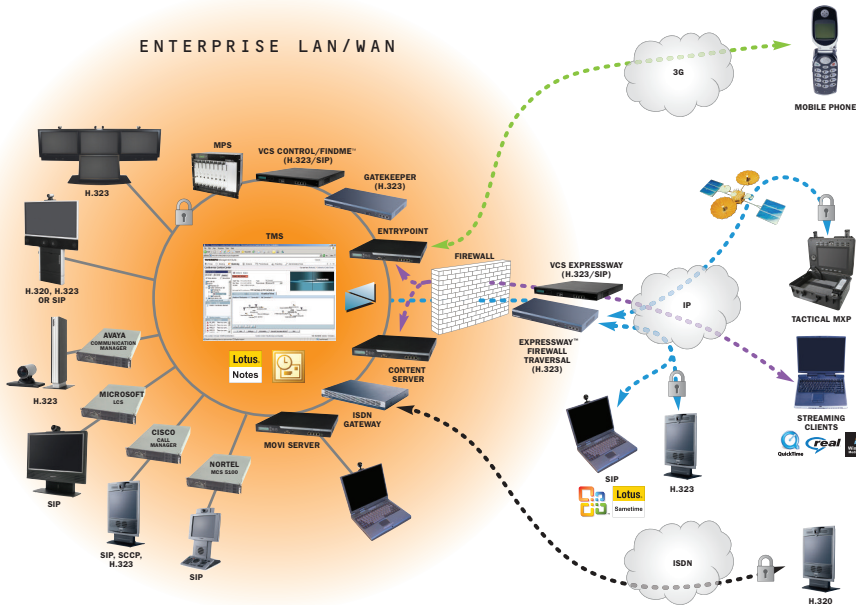 ENTERPRISE LAN/WAN
3G
MOBILE PHONE
MPS
VCS CONTROL/FINDME™
(H.323/SIP)
GATEKEEPER
(H.323)
H.323
ENTRYPOINT
TMS
FIREWALL
VCS EXPRESSWAY
(H.323/SIP)
IP
H.320, H.323
OR SIP
TACTICAL MXP
AVAYA
COMMUNICATION
MANAGER
EXPRESSWAY™
FIREWALL
TRAVERSAL
(H.323)
Lotus.
Notes
CONTENT
SERVER
H.323
MICROSOFT
LCS
ISDN
GATEWAY
STREAMING
CLIENTS
QuickTime
real
CISCO
CALL
MANAGER
MOVI SERVER
NORTEL
MCS 5100
SIP
SIP
Lotus.
Sametime
H.323
SIP, SCCP,
H.323
SIP
ISDN
H.320